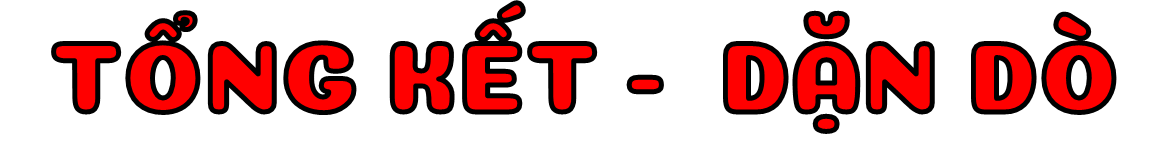 TỔNG KẾT - DẶN DÒ